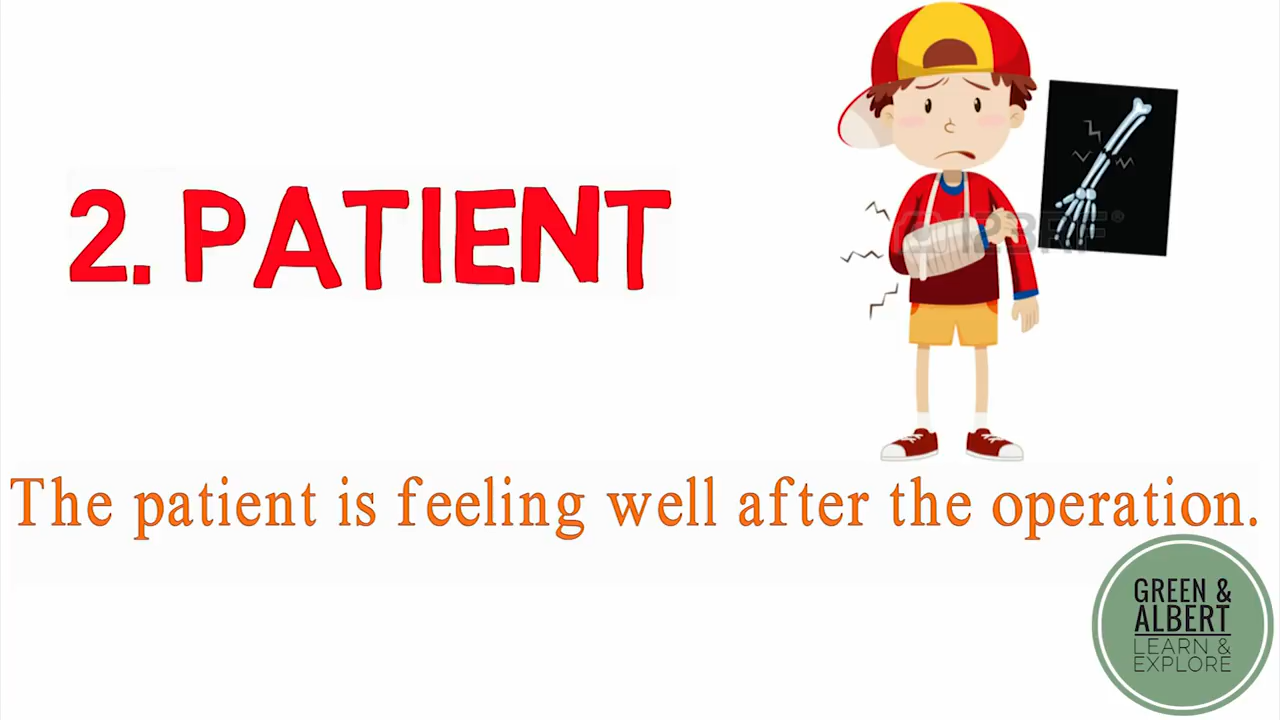 2. PATIENT
The patient is feeling well after the operation.
GREEN &
ALBERT
LEARN &
EXPLORE